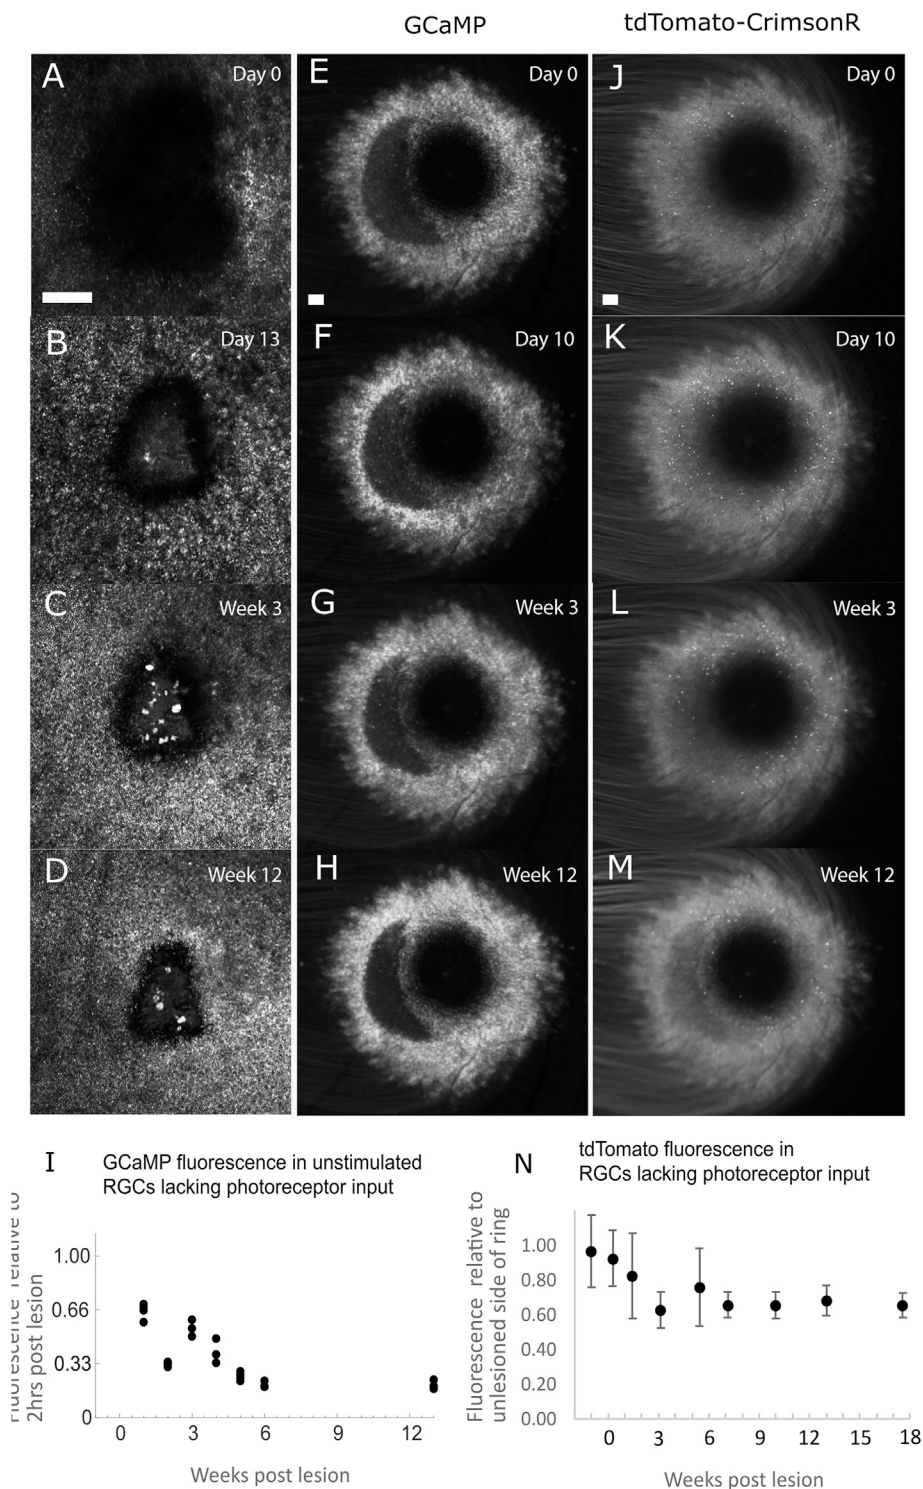 GCaMP
tdTomato-CrimsonR
A
Day 0
E
Day 0
J
Day 0
B
Day 13
F
Day 10
K
Day 10
C
Week 3
G
Week 3
L
Week 3
D
Week 12
H
Week 12
M
Week 12
I
GCaMP fluorescence in unstimulated
RGCs lacking photoreceptor input
Fluorescence relative to
2hrs post lesion
1.00
0.66
0.33
0
0
3
6
9
12
Weeks post lesion
N
tdTomato fluorescence in
RGCs lacking photoreceptor input
Fluorescence relative to
unlesioned side of ring
1.00
0.80
0.60
0.40
0.20
0.00
0
3
6
9
12
15
18
Weeks post lesion